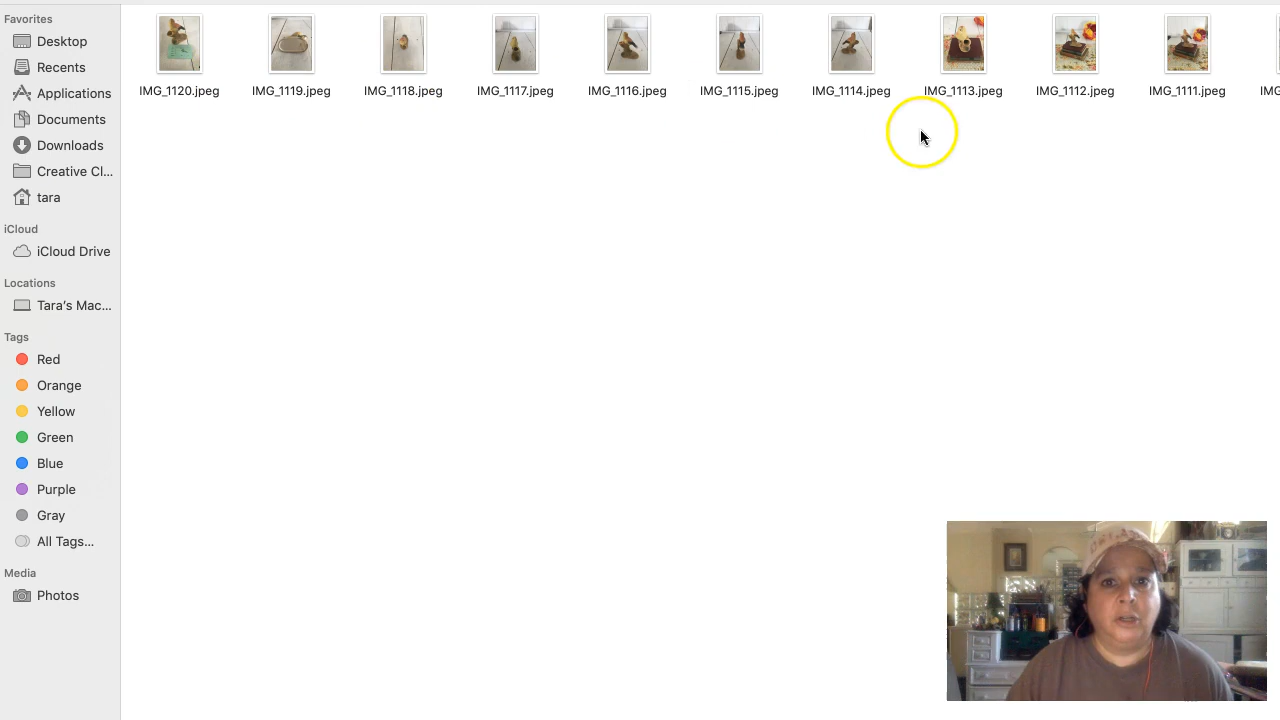 Favorites
Desktop
Recents
Applications
Documents
Downloads
Creative Cl...
tara
iCloud
iCloud Drive
Locations
Tara's Mac...
Tags
Red
Orange
Yellow
Green
Blue
Purple
Gray
All Tags...
Media
Photos
IMG_1120.jpeg IMG_1119.jpeg IMG_1118.jpeg IMG_1117.jpeg IMG_1116.jpeg IMG_1115.jpeg IMG_1114.jpeg IMG_1113.jpeg IMG_1112.jpeg IMG_1111.jpeg IMG